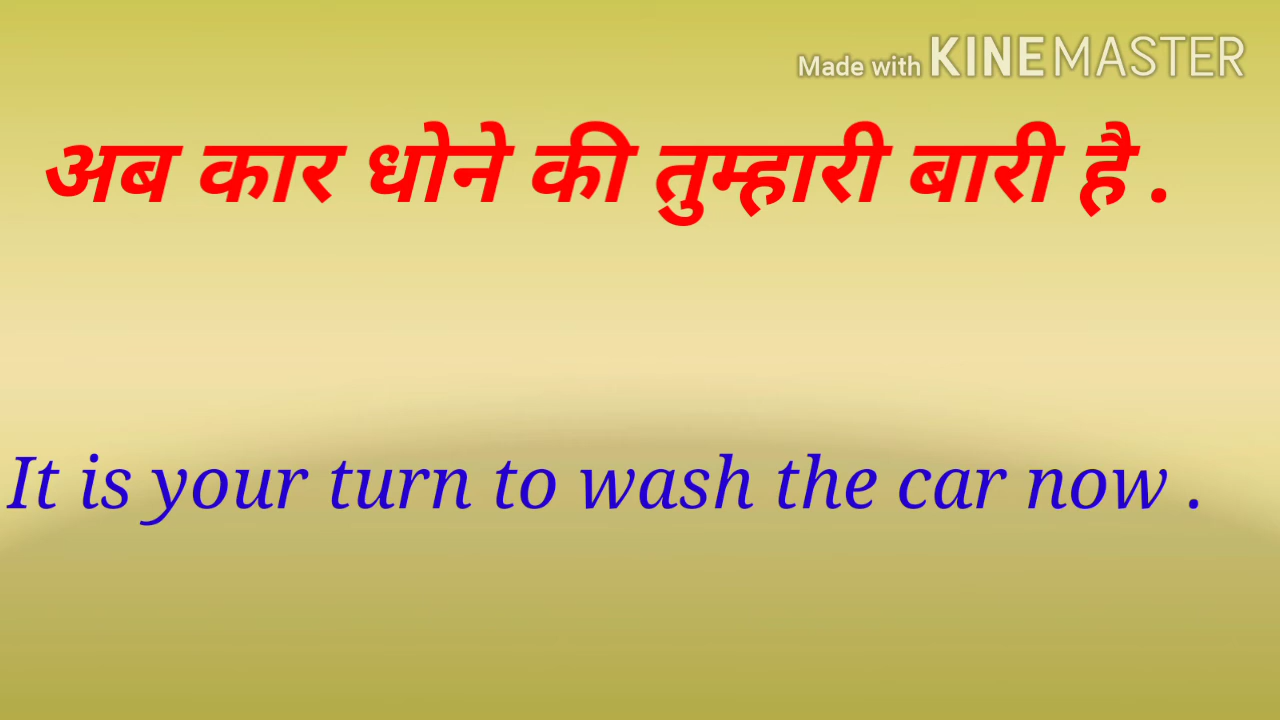 Made with KINEMASTER
अब कार धोने की तुम्हारी बारी है .
It is your turn to wash the car now .